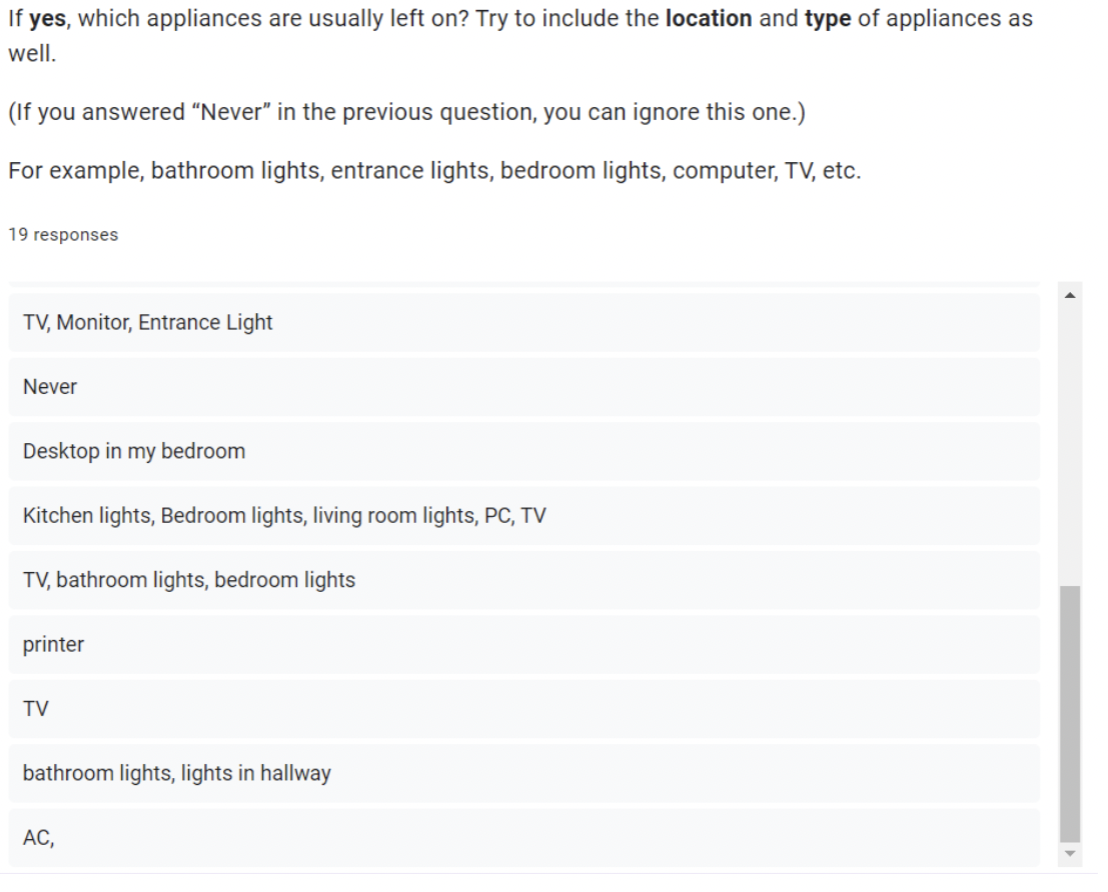 If yes, which appliances are usually left on? Try to include the location and type of appliances as
well.
(If you answered “Never” in the previous question, you can ignore this one.)
For example, bathroom lights, entrance lights, bedroom lights, computer, TV, etc.
19 responses
TV, Monitor, Entrance Light
Never
Desktop in my bedroom
Kitchen lights, Bedroom lights, living room lights, PC, TV
TV, bathroom lights, bedroom lights
printer
TV
bathroom lights, lights in hallway
AC,